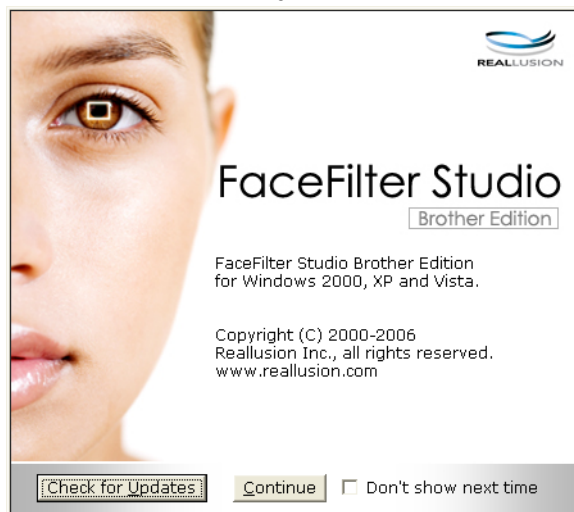 REALLUSION
FaceFilter Studio
Brother Edition
FaceFilter Studio Brother Edition
for Windows 2000, XP and Vista.
Copyright (C) 2000-2006
Reallusion Inc., all rights reserved.
www.reallusion.com
Check for Updates Continue Don't show next time